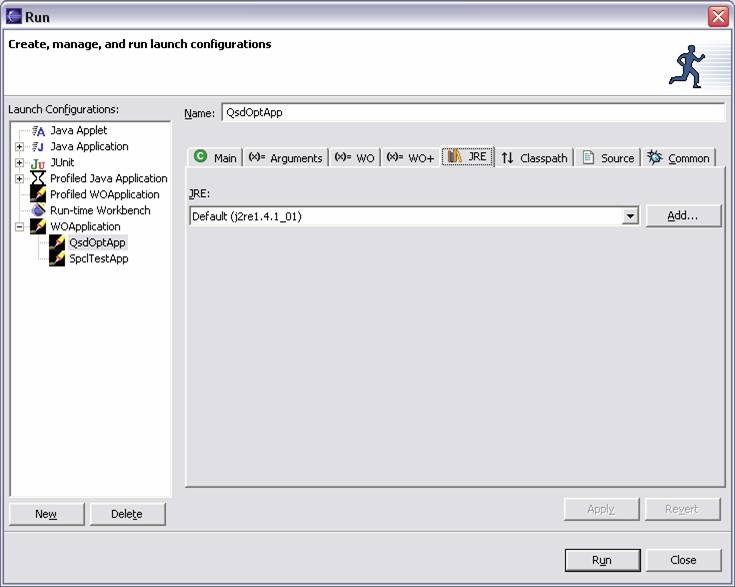 Run
Create, manage, and run launch configurations
Launch Configurations:
Java Applet
Java Application
JUnit
Profiled Java Application
Profiled WOApplication
Run-time Workbench
WOApplication
QsdOptApp
SpclTestApp
New
Delete
Name: QsdOptApp
Main (x)= Arguments (x)= WO (x)= WO+ JRE Classpath Source Common
JRE:
Default (j2re1.4.1_01) Add...
Apply Revert
Run Close